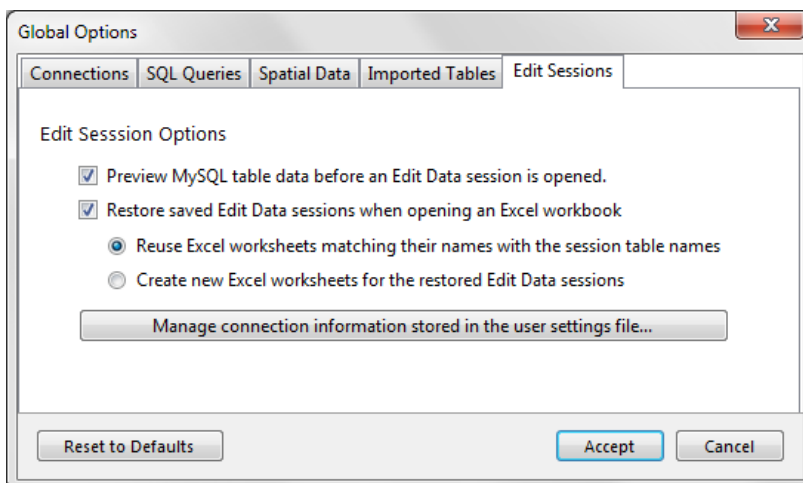 Global Options
Connections SQL Queries Spatial Data Imported Tables Edit Sessions
Edit Sesssion Options
Preview MySQL table data before an Edit Data session is opened.
Restore saved Edit Data sessions when opening an Excel workbook
Reuse Excel worksheets matching their names with the session table names
Create new Excel worksheets for the restored Edit Data sessions
Manage connection information stored in the user settings file...
Reset to Defaults Accept Cancel